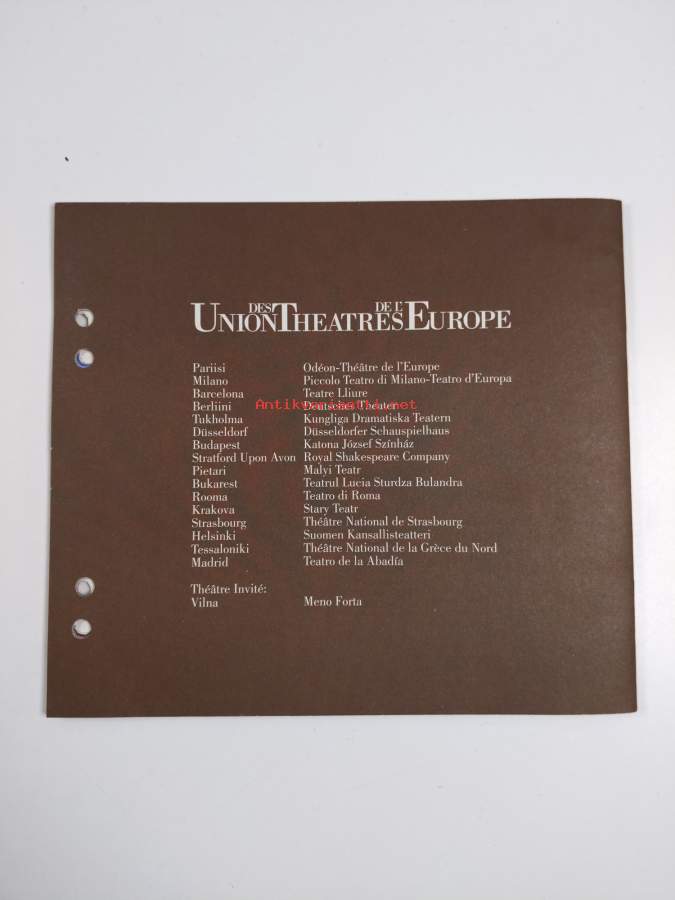 UNION DES THEATRES DE L' EUROPE
Pariisi Odéon-Théâtre de l'Europe
Milano Piccolo Teatro di Milano-Teatro d'Europa
Barcelona Teatre Lliure
Berliini Deutsches Theater
Antikvariaatti.net
Tukholma Kungliga Dramatiska Teatern
Düsseldorf Düsseldorfer Schauspielhaus
Budapest Katona József Színház
Stratford Upon Avon Royal Shakespeare Company
Pietari Malyi Teatr
Bukarest Teatrul Lucia Sturdza Bulandra
Rooma Teatro di Roma
Krakova Stary Teatr
Strasbourg Théâtre National de Strasbourg
Helsinki Suomen Kansallisteatteri
Tessaloniki Théâtre National de la Grèce du Nord
Madrid Teatro de la Abadía
Théâtre Invité:
Vilna Meno Forta